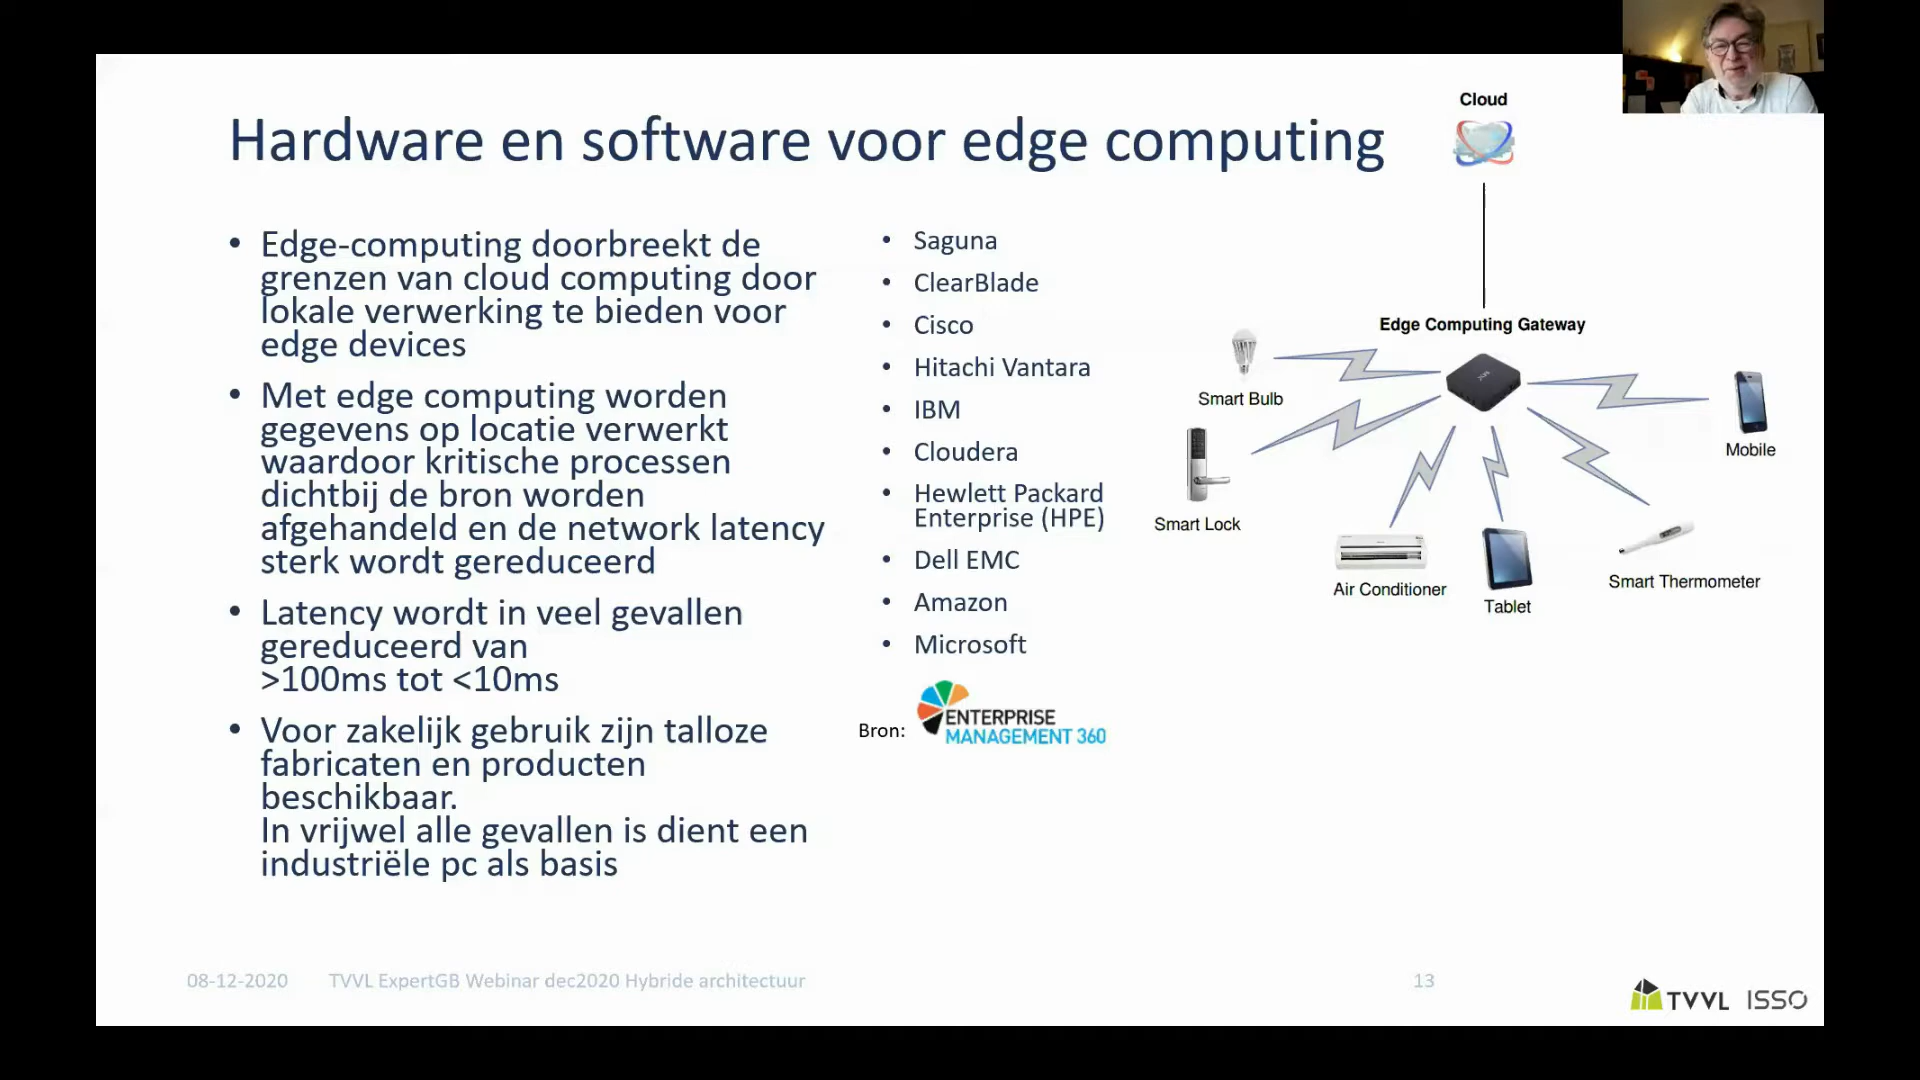 Hardware en software voor edge computing
• Edge-computing doorbreekt de
grenzen van cloud computing door
lokale verwerking te bieden voor
edge devices
• Met edge computing worden
gegevens op locatie verwerkt
waardoor kritische processen
dichtbij de bron worden
afgehandeld en de network latency
sterk wordt gereduceerd
• Latency wordt in veel gevallen
gereduceerd van
>100ms tot <10ms
• Voor zakelijk gebruik zijn talloze
fabricaten en producten
beschikbaar.
In vrijwel alle gevallen is dient een
industriële pc als basis
• Saguna
• ClearBlade
• Cisco
• Hitachi Vantara
• IBM
• Cloudera
• Hewlett Packard
Enterprise (HPE)
• Dell EMC
• Amazon
• Microsoft
Bron:
ENTERPRISE
MANAGEMENT 360
Cloud
Edge Computing Gateway
Smart Bulb
Smart Lock
Air Conditioner
Tablet
Smart Thermometer
Mobile
08-12-2020
TVVL ExpertGB Webinar dec2020 Hybride architectuur
13
TVVL ISSO